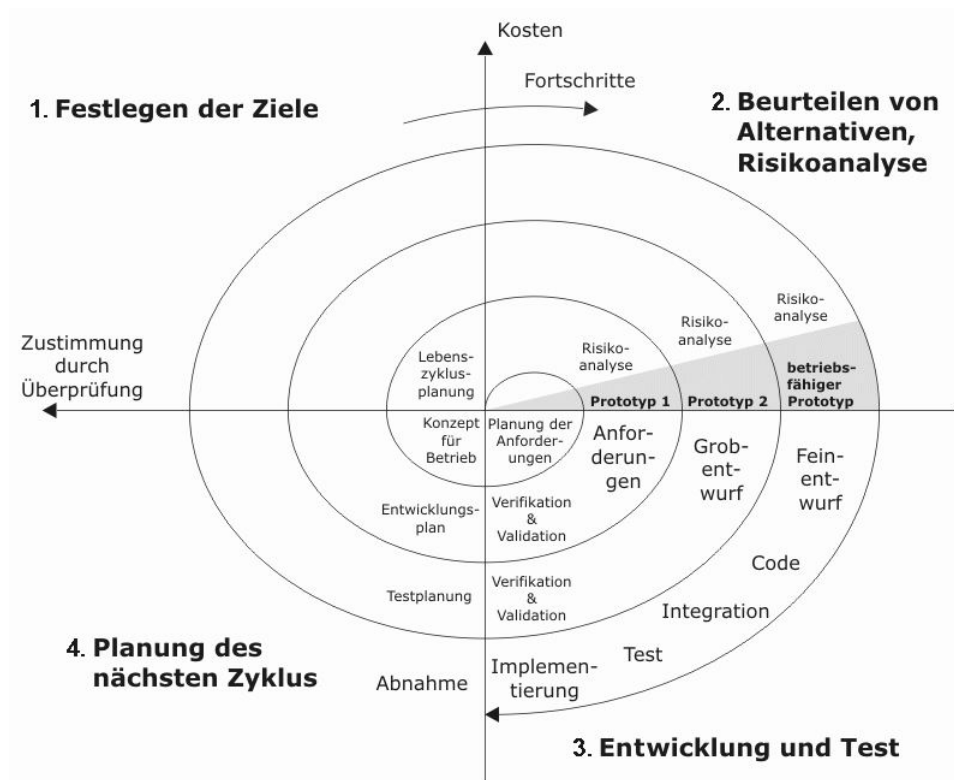 Kosten
Fortschritte
1. Festlegen der Ziele
2. Beurteilen von
Alternativen,
Risikoanalyse
Zustimmung
durch
Überprüfung
Lebens-
zyklus-
planung
Risiko-
analyse
Risiko-
analyse
Risiko-
analyse
Prototyp 1
Prototyp 2
betriebs-
fähiger
Prototyp
Konzept
für
Betrieb
Planung der
Anforder-
ungen
Anfor-
derun-
gen
Grob-
ent-
wurf
Fein-
ent-
wurf
Entwicklungs-
plan
Verifikation
&
Validation
Code
Testplanung
Verifikation
&
Validation
Integration
Test
Implemen-
tierung
Abnahme
4. Planung des
nächsten Zyklus
3. Entwicklung und Test